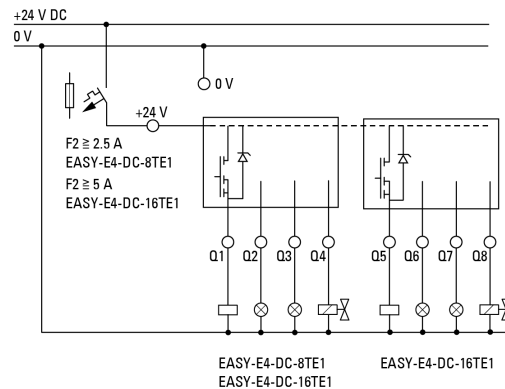 +24 V DC
0 V
0 V
+24 V
F2 ≧ 2.5 A
EASY-E4-DC-8TE1
F2 ≧ 5 A
EASY-E4-DC-16TE1
Q1 Q2 Q3 Q4 Q5 Q6 Q7 Q8
EASY-E4-DC-8TE1 EASY-E4-DC-16TE1
EASY-E4-DC-16TE1